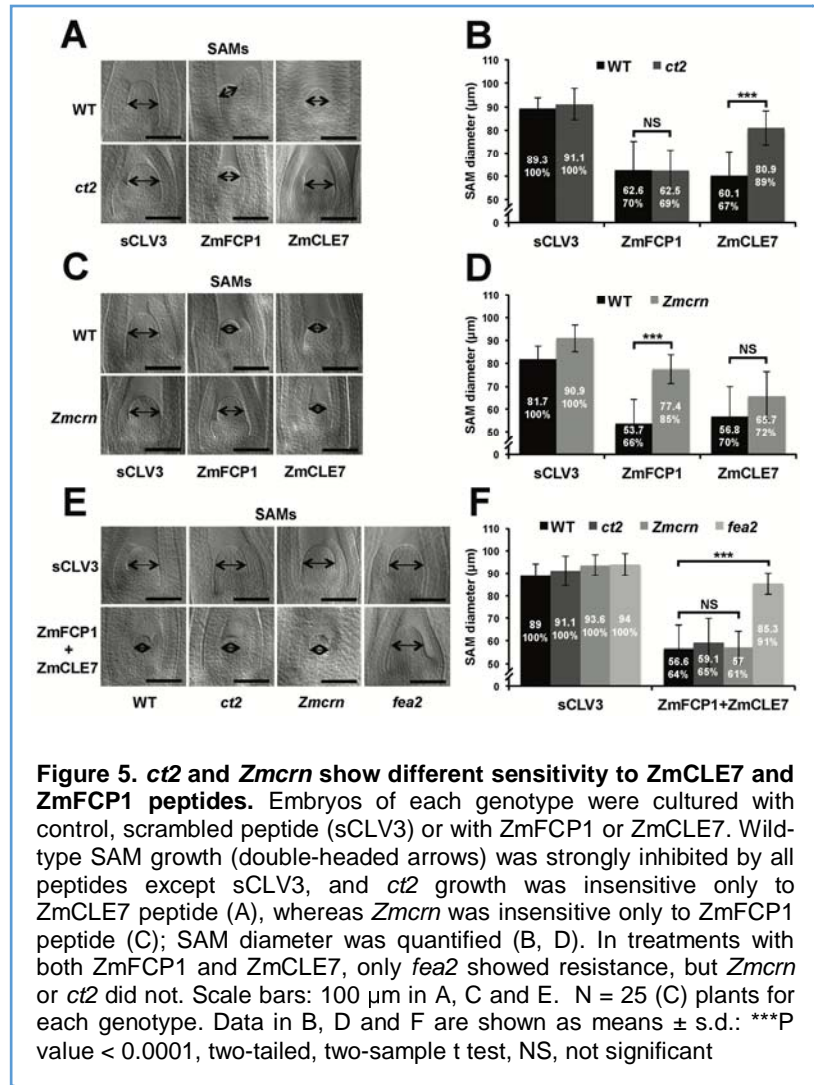 A
SAMs
WT
ct2
sCLV3 ZmFCP1 ZmCLE7
B
WT ct2
SAM diameter (µm)
110
100
90
80
70
60
50
0
89.3
100%
91.1
100%
NS
62.6
70%
62.5
69%
***
60.1
67%
80.9
89%
sCLV3 ZmFCP1 ZmCLE7
C
SAMs
WT
Zmcrn
sCLV3 ZmFCP1 ZmCLE7
D
WT Zmcrn
SAM diameter (µm)
110
100
90
80
70
60
50
0
81.7
100%
90.9
100%
***
53.7
66%
77.4
85%
NS
56.8
70%
65.7
72%
sCLV3 ZmFCP1 ZmCLE7
E
SAMs
sCLV3
ZmFCP1
+
ZmCLE7
WT ct2 Zmcrn fea2
F
WT ct2 Zmcrn fea2
SAM diameter (µm)
110
100
90
80
70
60
50
0
89
100%
91.1
100%
93.6
100%
94
100%
***
NS
56.6
64%
59.1
65%
57
61%
85.3
91%
sCLV3 ZmFCP1+ZmCLE7
Figure 5. ct2 and Zmcrn show different sensitivity to ZmCLE7 and
ZmFCP1 peptides. Embryos of each genotype were cultured with
control, scrambled peptide (sCLV3) or with ZmFCP1 or ZmCLE7. Wild-
type SAM growth (double-headed arrows) was strongly inhibited by all
peptides except sCLV3, and ct2 growth was insensitive only to
ZmCLE7 peptide (A), whereas Zmcrn was insensitive only to ZmFCP1
peptide (C); SAM diameter was quantified (B, D). In treatments with
both ZmFCP1 and ZmCLE7, only fea2 showed resistance, but Zmcrn
or ct2 did not. Scale bars: 100 µm in A, C and E. N = 25 (C) plants for
each genotype. Data in B, D and F are shown as means ± s.d.: ***P
value < 0.0001, two-tailed, two-sample t test, NS, not significant